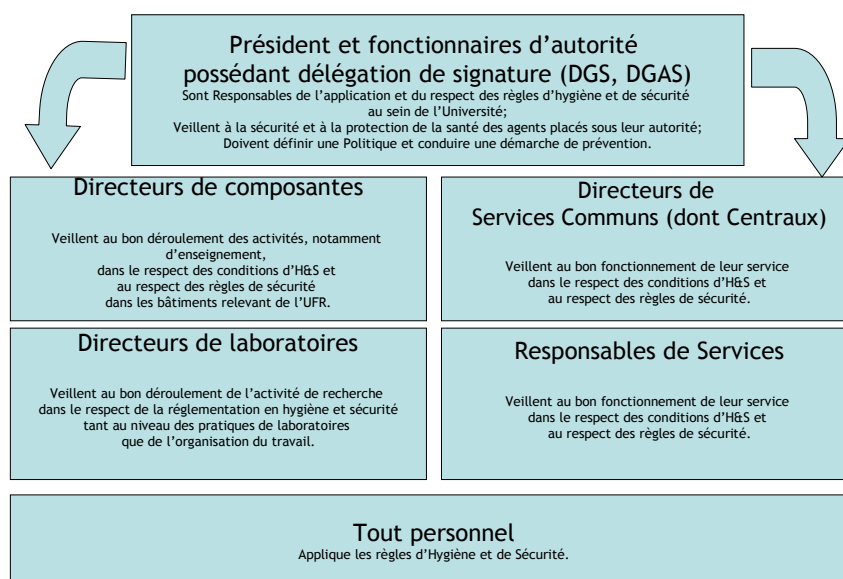 Président et fonctionnaires d’autorité
possédant délégation de signature (DGS, DGAS)
Sont Responsables de l’application et du respect des règles d’hygiène et de sécurité
au sein de l’Université;
Veillent à la sécurité et à la protection de la santé des agents placés sous leur autorité;
Doivent définir une Politique et conduire une démarche de prévention.
Directeurs de composantes
Veillent au bon déroulement des activités, notamment
d’enseignement,
dans le respect des conditions d’H&S et
au respect des règles de sécurité
dans les bâtiments relevant de l’UFR.
Directeurs de
Services Communs (dont Centraux)
Veillent au bon fonctionnement de leur service
dans le respect des conditions d’H&S et
au respect des règles de sécurité.
Directeurs de laboratoires
Veillent au bon déroulement de l’activité de recherche
dans le respect de la réglementation en hygiène et sécurité
tant au niveau des pratiques de laboratoires
que de l’organisation du travail.
Responsables de Services
Veillent au bon fonctionnement de leur service
dans le respect des conditions d’H&S et
au respect des règles de sécurité.
Tout personnel
Applique les règles d’Hygiène et de Sécurité.